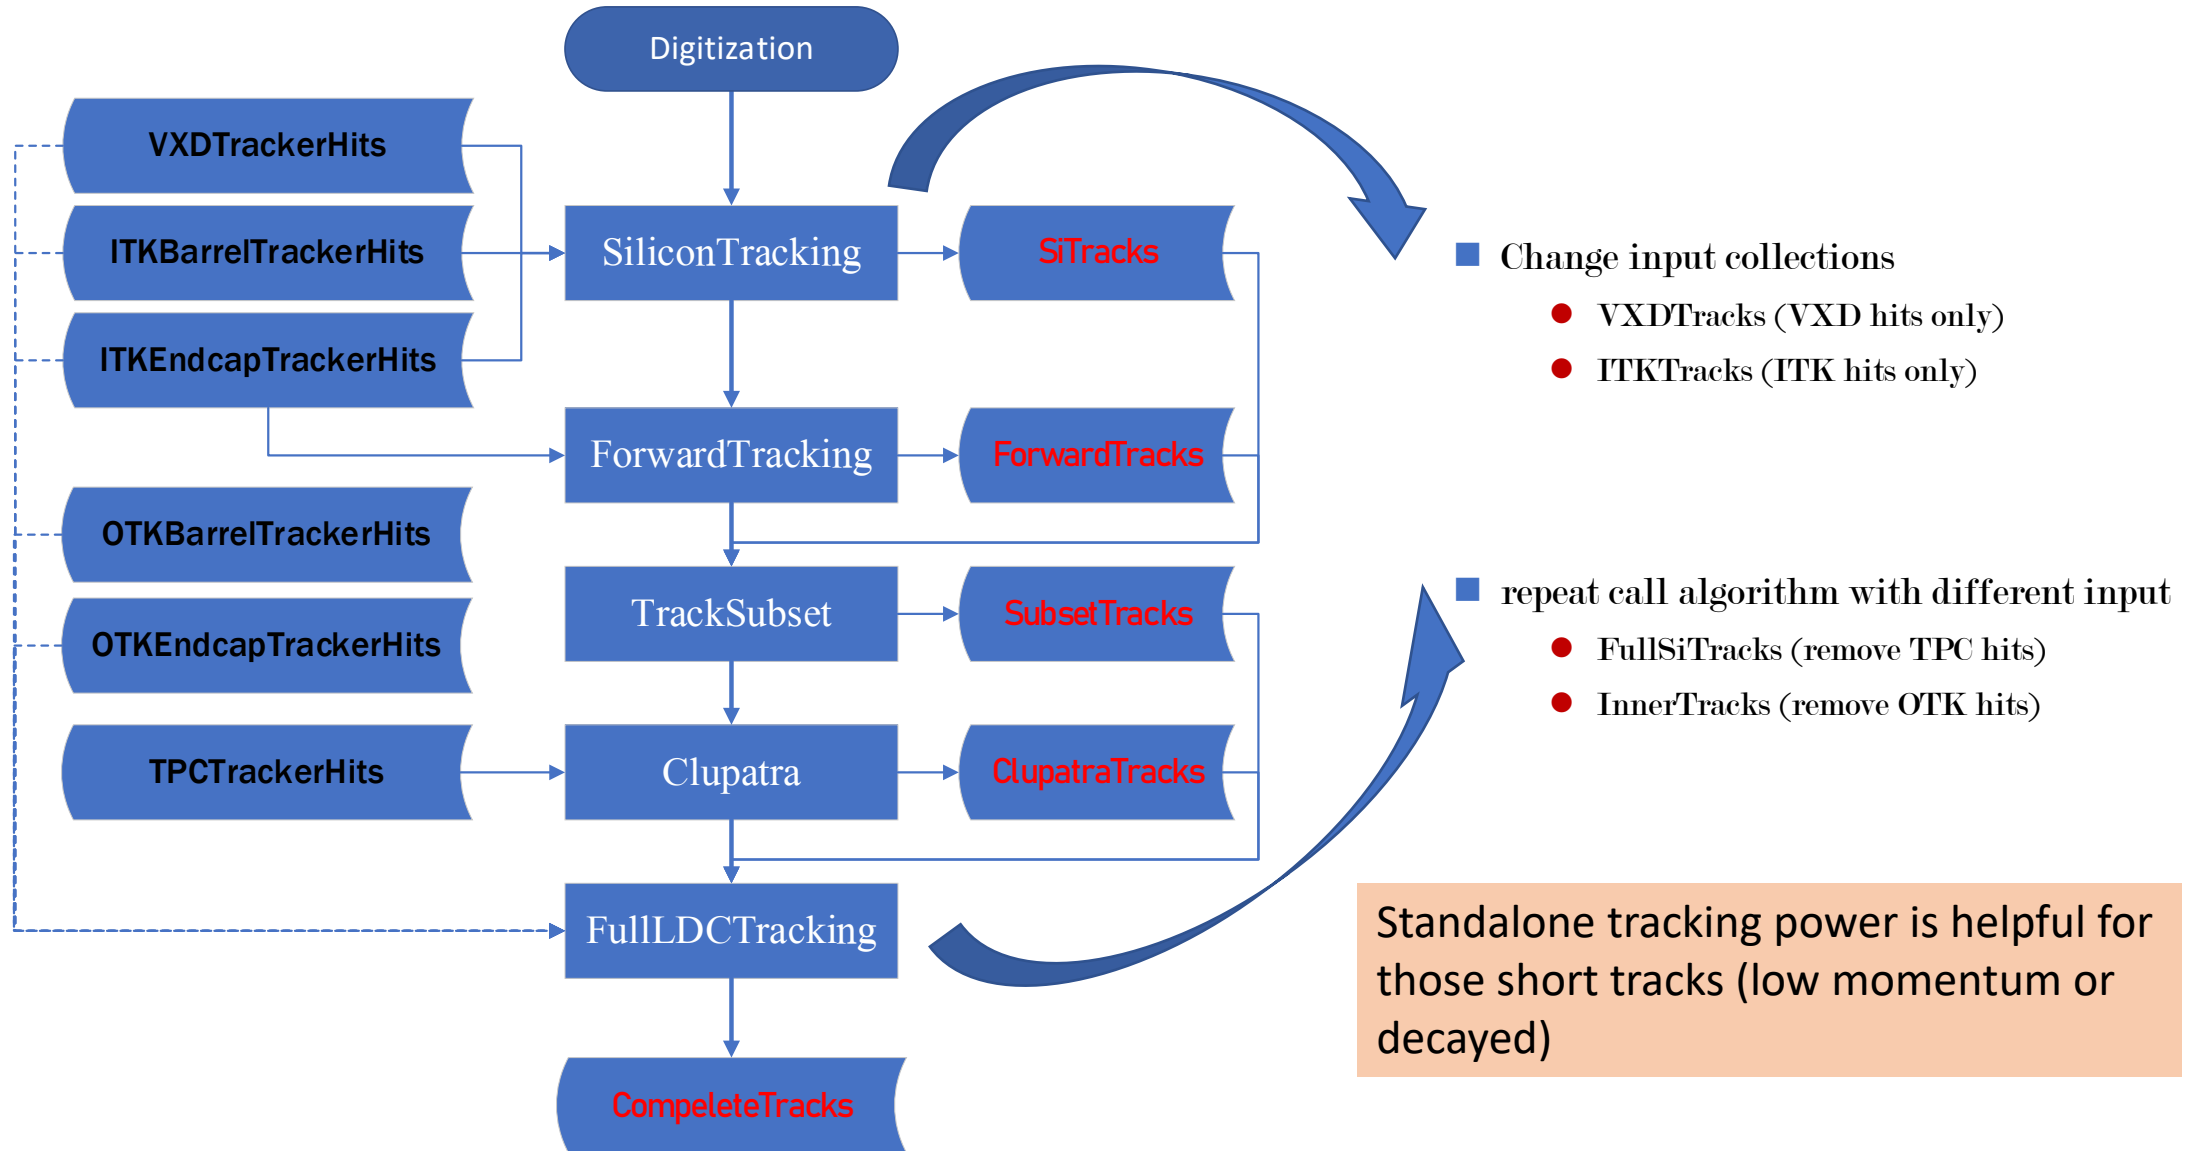 Digitization
VXDTrackerHits
ITKBarrelTrackerHits
SiliconTracking
SiTracks
ITKEndcapTrackerHits
ForwardTracking
ForwardTracks
OTKBarrelTrackerHits
OTKEndcapTrackerHits
TrackSubset
SubsetTracks
TPCTrackerHits
Clupatra
ClupatraTracks
FullLDCTracking
CompeleteTracks
Change input collections
VXDTracks (VXD hits only)
ITKTracks (ITK hits only)
repeat call algorithm with different input
FullSiTracks (remove TPC hits)
InnerTracks (remove OTK hits)
Standalone tracking power is helpful for
those short tracks (low momentum or
decayed)